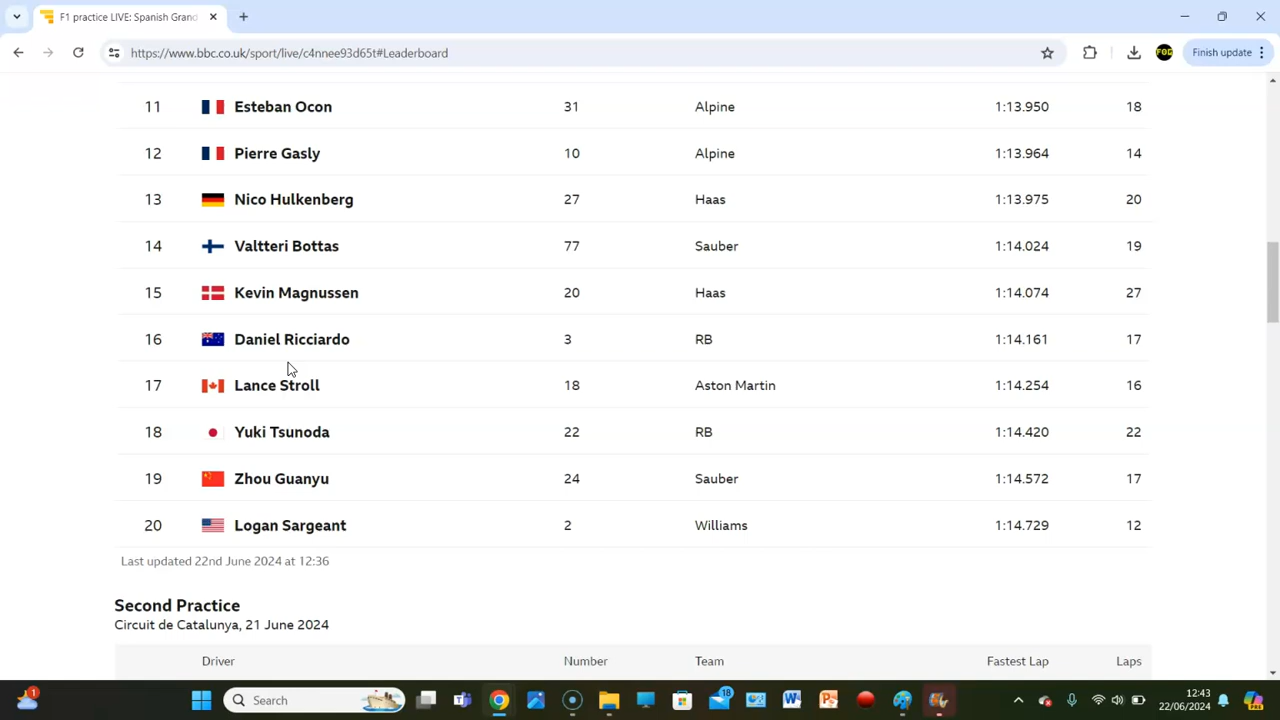 F1 practice LIVE: Spanish Grand
https://www.bbc.co.uk/sport/live/c4nnee93d65t#Leaderboard
FOG
Finish update
11 Esteban Ocon 31 Alpine 1:13.950 18
12 Pierre Gasly 10 Alpine 1:13.964 14
13 Nico Hulkenberg 27 Haas 1:13.975 20
14 Valtteri Bottas 77 Sauber 1:14.024 19
15 Kevin Magnussen 20 Haas 1:14.074 27
16 Daniel Ricciardo 3 RB 1:14.161 17
17 Lance Stroll 18 Aston Martin 1:14.254 16
18 Yuki Tsunoda 22 RB 1:14.420 22
19 Zhou Guanyu 24 Sauber 1:14.572 17
20 Logan Sargeant 2 Williams 1:14.729 12
Last updated 22nd June 2024 at 12:36
Second Practice
Circuit de Catalunya, 21 June 2024
Driver Number Team Fastest Lap Laps
1
Search
18
12:43
22/06/2024